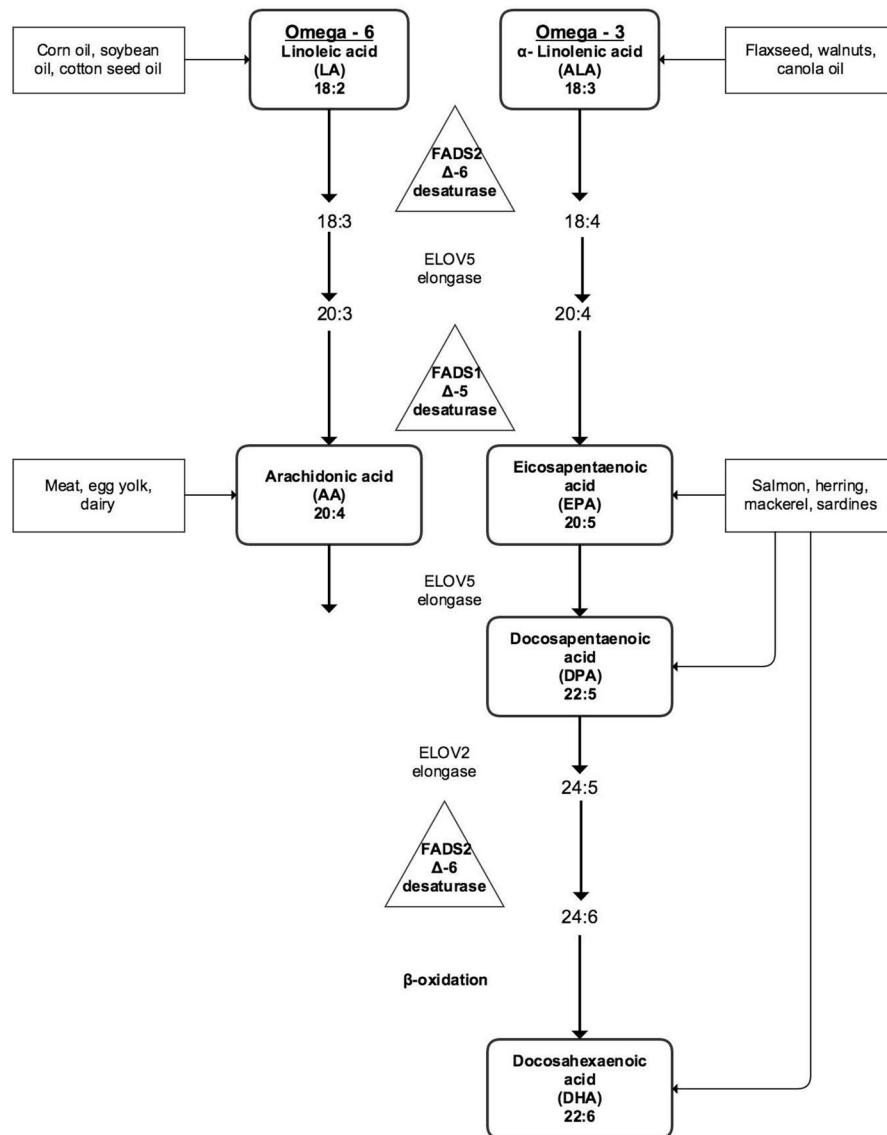 Corn oil, soybean
oil, cotton seed oil
Omega - 6
Linoleic acid
(LA)
18:2
Omega - 3
α- Linolenic acid
(ALA)
18:3
Flaxseed, walnuts,
canola oil
FADS2
Δ-6
desaturase
18:3
18:4
ELOV5
elongase
20:3
20:4
FADS1
Δ-5
desaturase
Meat, egg yolk,
dairy
Arachidonic acid
(AA)
20:4
Eicosapentaenoic
acid
(EPA)
20:5
Salmon, herring,
mackerel, sardines
ELOV5
elongase
Docosapentaenoic
acid
(DPA)
22:5
ELOV2
elongase
24:5
FADS2
Δ-6
desaturase
24:6
β-oxidation
Docosahexaenoic
acid
(DHA)
22:6